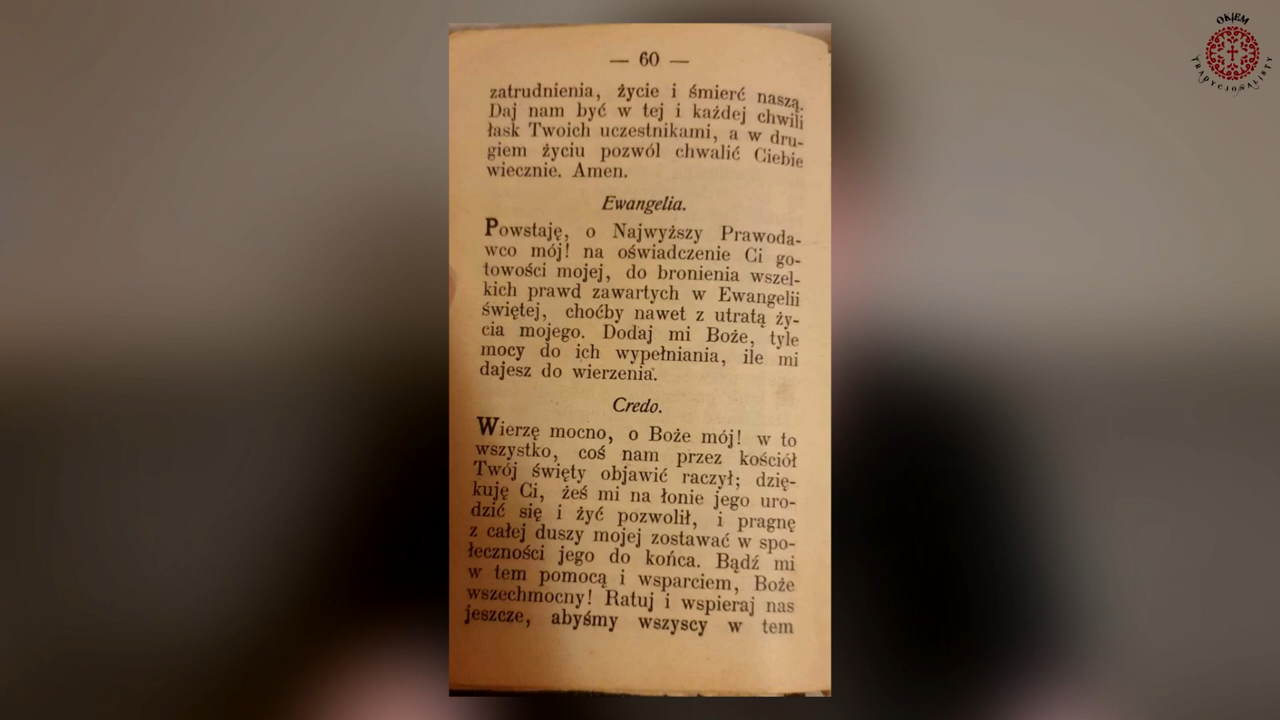 OKIEM
TRADYCJONALISTY
— 60 —
zatrudnienia, życie i śmierć naszą.
Daj nam być w tej i każdej chwili
łask Twoich uczestnikami, a w dru-
giem życiu pozwól chwalić Ciebie
wiecznie. Amen.
Ewangelia.
Powstaję, o Najwyższy Prawoda-
wco mój! na oświadczenie Ci go-
towości mojej, do bronienia wszel-
kich prawd zawartych w Ewangelii
świętej, choćby nawet z utratą ży-
cia mojego. Dodaj mi Boże, tyle
mocy do ich wypełniania, ile mi
dajesz do wierzenia.
Credo.
Wierzę mocno, o Boże mój! w to
wszystko, coś nam przez kościół
Twój święty objawić raczył; dzię-
kuję Ci, żeś mi na łonie jego uro-
dzić się i żyć pozwolił, i pragnę
z całej duszy mojej zostawać w spo-
łeczności jego do końca. Bądź mi
w tem pomocą i wsparciem, Boże
wszechmocny! Ratuj i wspieraj nas
jeszcze, abyśmy wszyscy w tem